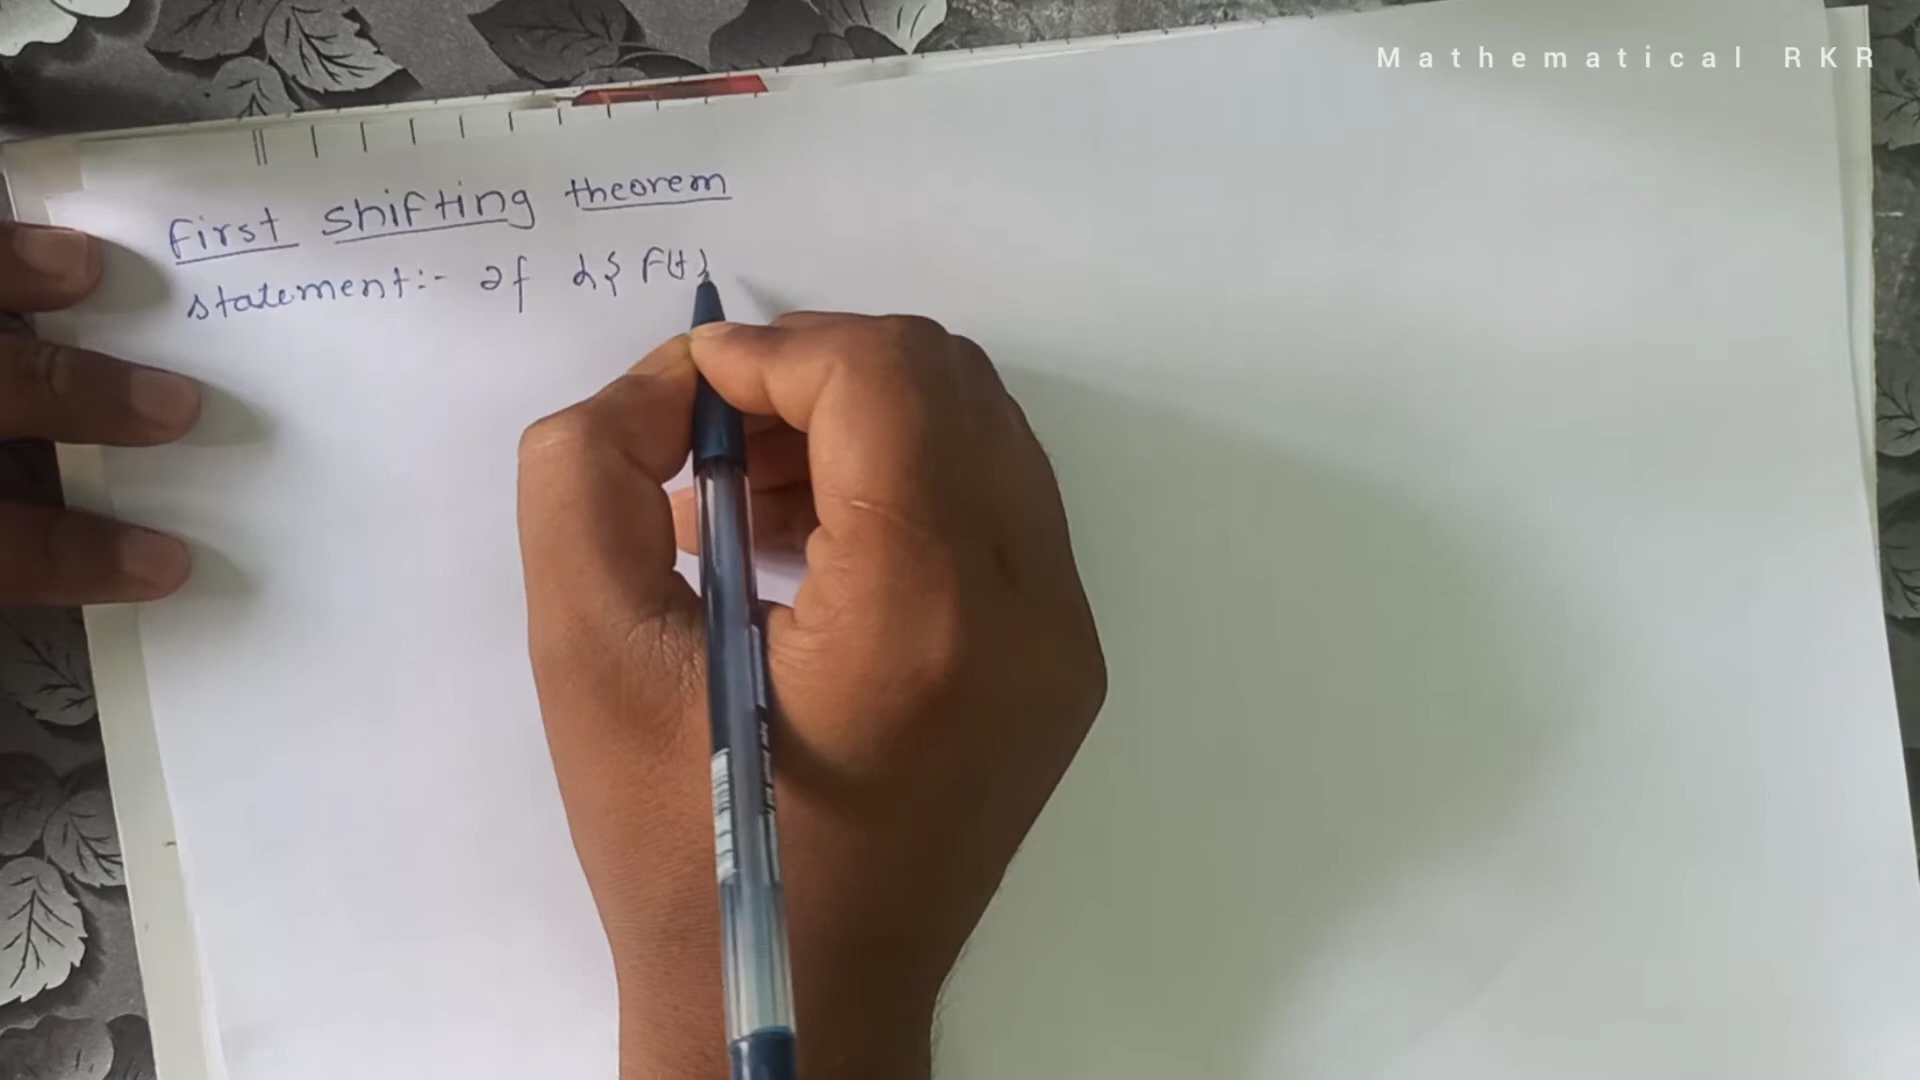 Mathematical RKR
First shifting theorem
statement:- If L{F(t)